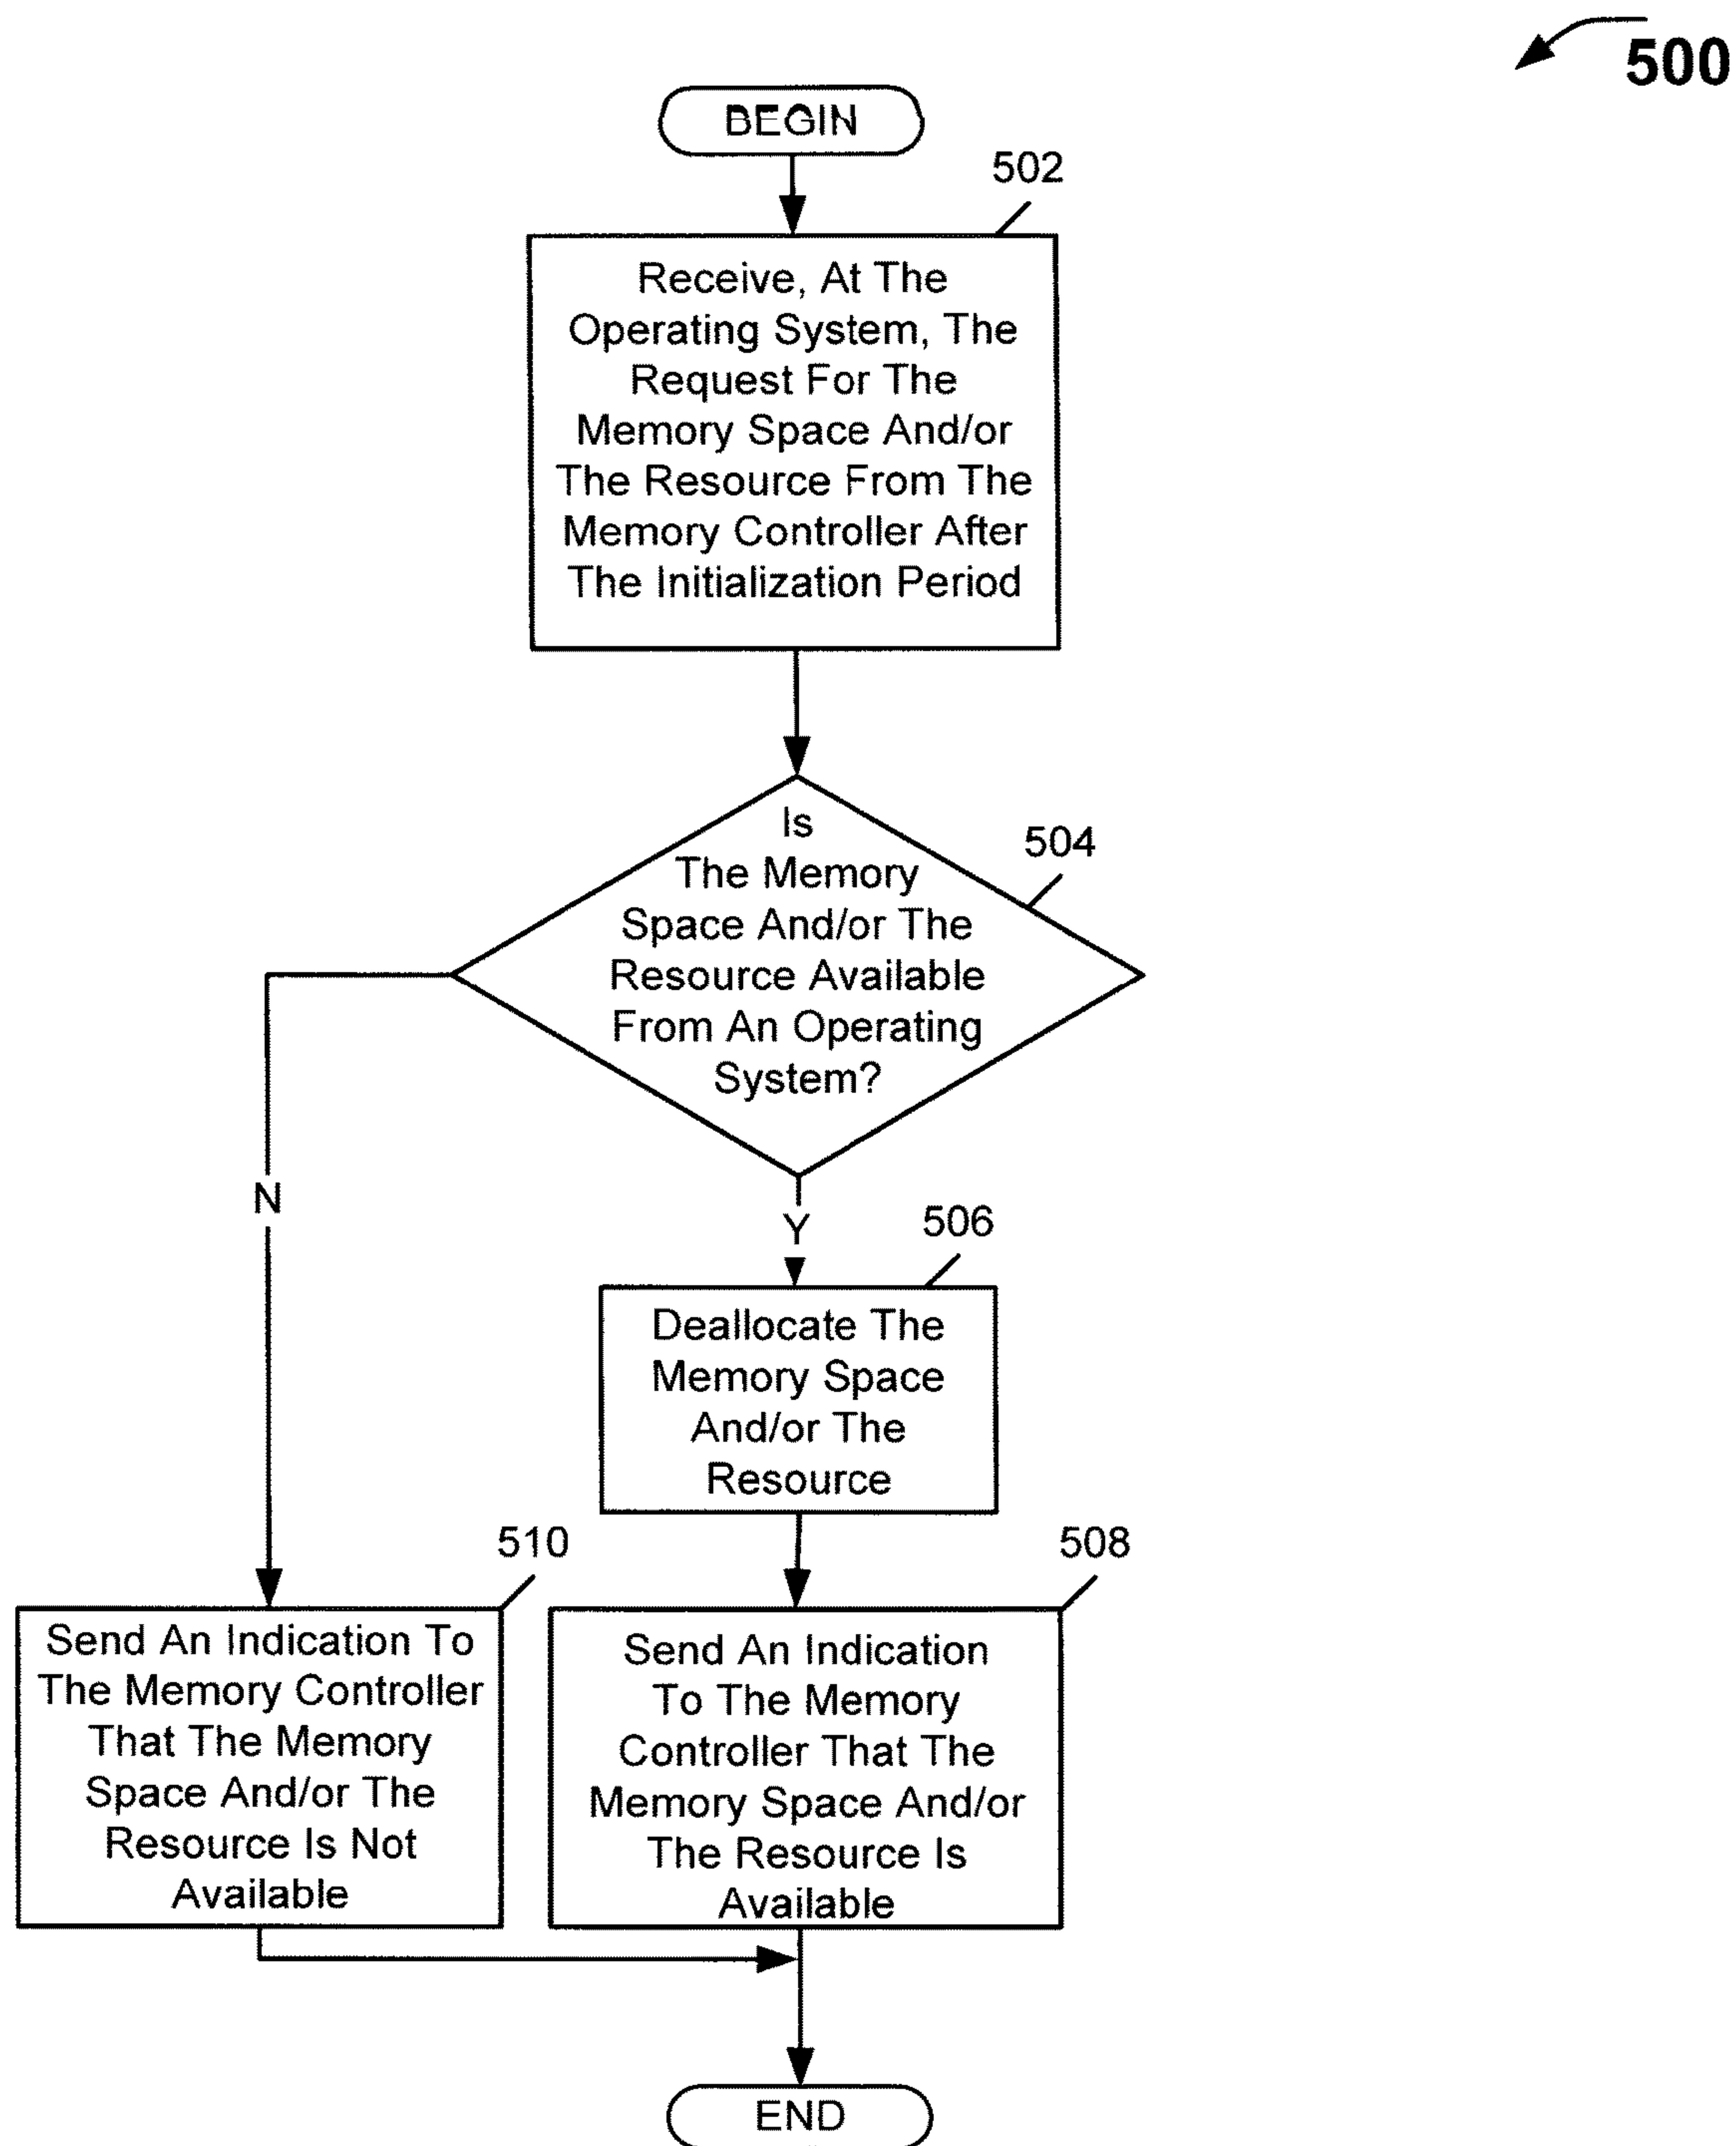 500
BEGIN
502
Receive, At The
Operating System, The
Request For The
Memory Space And/or
The Resource From The
Memory Controller After
The Initialization Period
504
Is
The Memory
Space And/or The
Resource Available
From An Operating
System?
N
Y
506
Deallocate The
Memory Space
And/or The
Resource
510
Send An Indication To
The Memory Controller
That The Memory
Space And/or The
Resource Is Not
Available
508
Send An Indication
To The Memory
Controller That The
Memory Space And/or
The Resource Is
Available
END